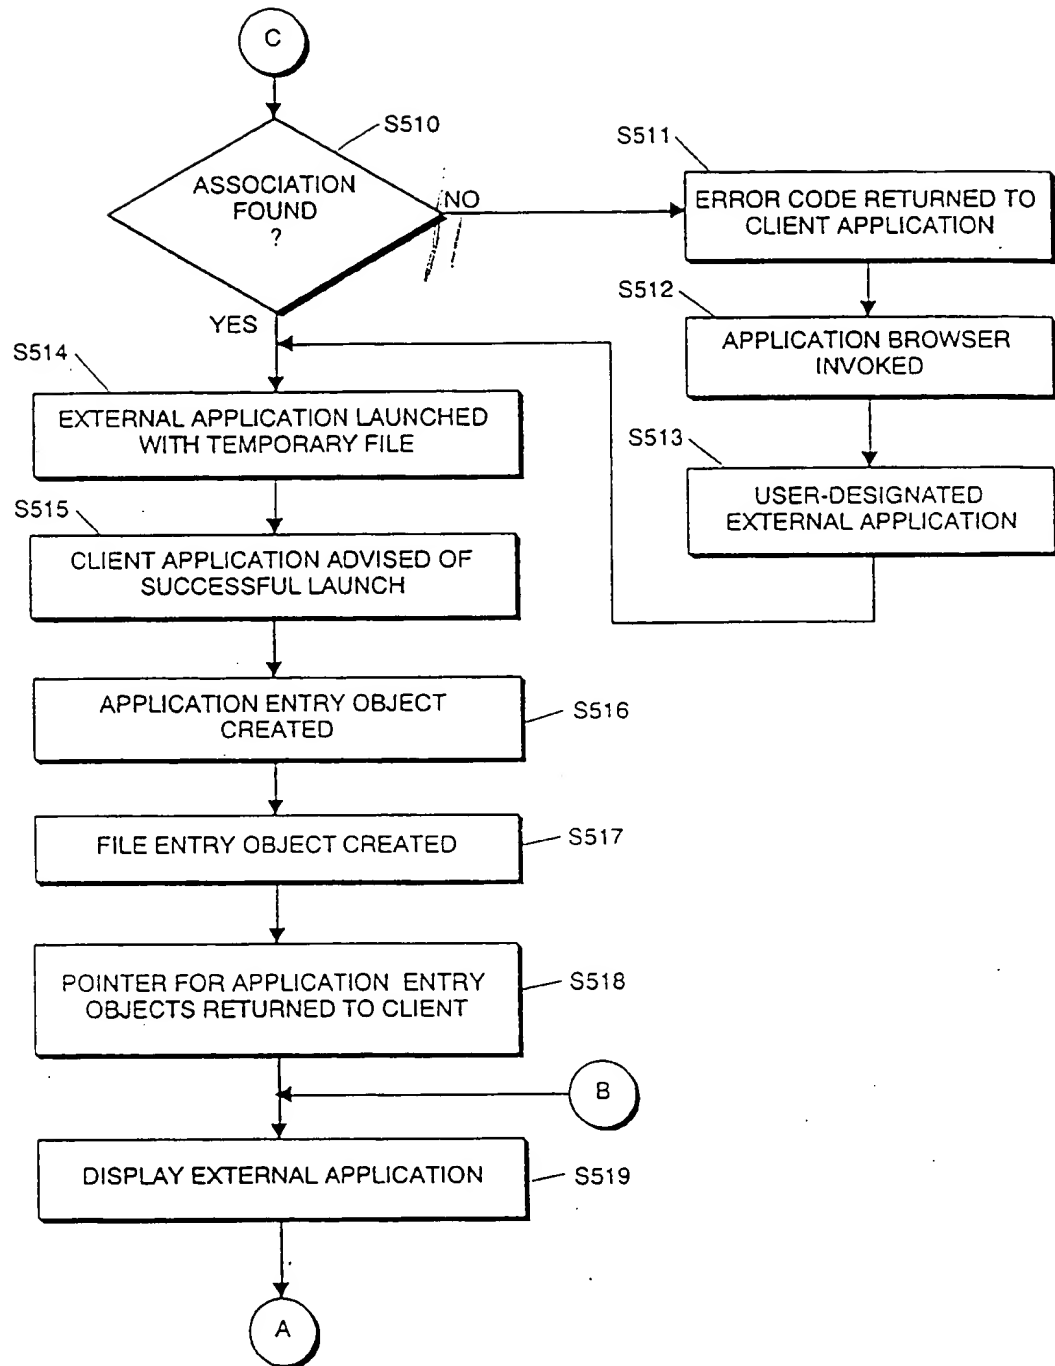 C
S510
ASSOCIATION
FOUND
?
NO
YES
S511
ERROR CODE RETURNED TO
CLIENT APPLICATION
S512
APPLICATION BROWSER
INVOKED
S513
USER-DESIGNATED
EXTERNAL APPLICATION
S514
EXTERNAL APPLICATION LAUNCHED
WITH TEMPORARY FILE
S515
CLIENT APPLICATION ADVISED OF
SUCCESSFUL LAUNCH
APPLICATION ENTRY OBJECT
CREATED
S516
FILE ENTRY OBJECT CREATED
S517
POINTER FOR APPLICATION ENTRY
OBJECTS RETURNED TO CLIENT
S518
B
DISPLAY EXTERNAL APPLICATION
S519
A